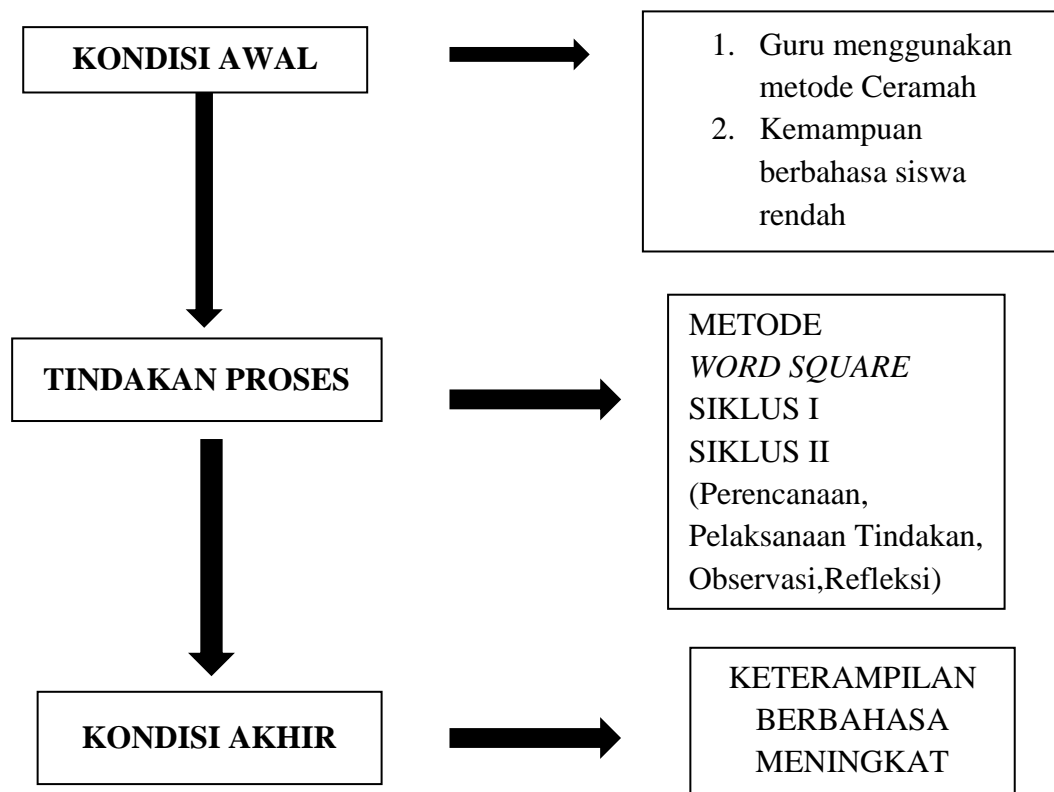 KONDISI AWAL
1. Guru menggunakan
metode Ceramah
2. Kemampuan
berbahasa siswa
rendah
TINDAKAN PROSES
METODE
WORD SQUARE
SIKLUS I
SIKLUS II
(Perencanaan,
Pelaksanaan Tindakan,
Observasi,Refleksi)
KONDISI AKHIR
KETERAMPILAN
BERBAHASA
MENINGKAT